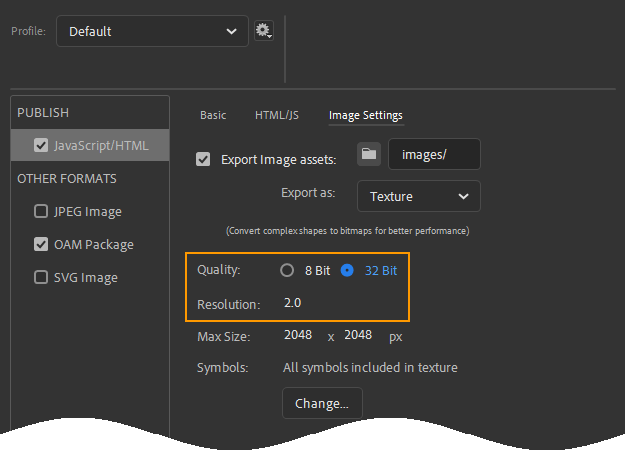 Profile: Default
PUBLISH
JavaScript/HTML
OTHER FORMATS
JPEG Image
OAM Package
SVG Image
Basic HTML/JS Image Settings
Export Image assets: images/
Export as: Texture
(Convert complex shapes to bitmaps for better performance)
Quality: 8 Bit 32 Bit
Resolution: 2.0
Max Size: 2048 x 2048 px
Symbols: All symbols included in texture
Change...